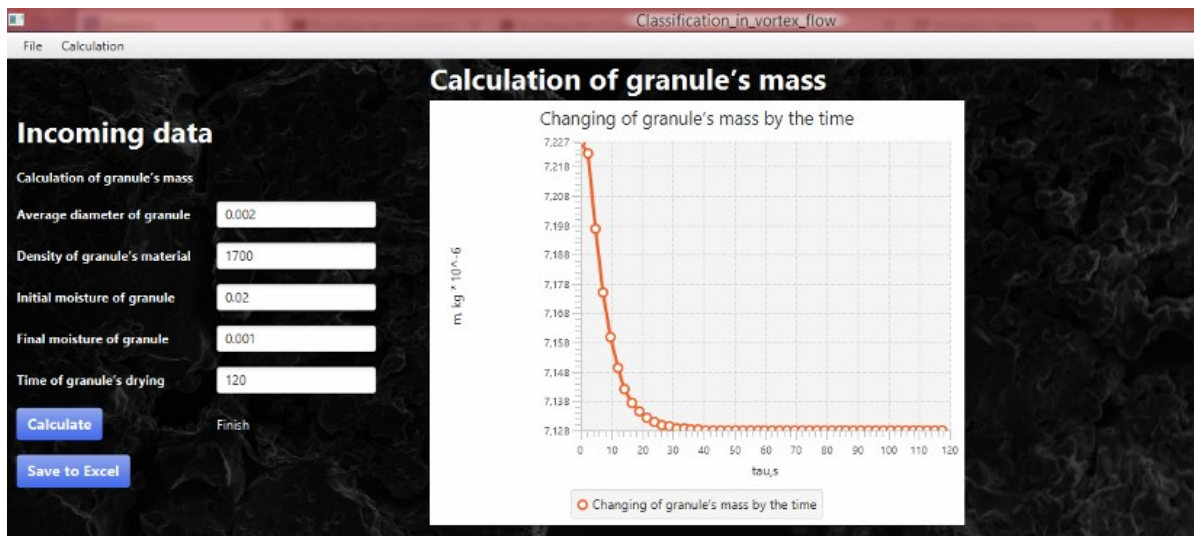 Classification_in_vortex_flow
File Calculation
Calculation of granule's mass
Incoming data
Calculation of granule's mass
Average diameter of granule 0.002
Density of granule's material 1700
Initial moisture of granule 0.02
Final moisture of granule 0.001
Time of granule's drying 120
Calculate Finish
Save to Excel
Changing of granule's mass by the time
7,227
7,218
7,208
7,198
7,188
7,178
7,168
7,158
7,148
7,138
7,128
m, kg * 10^-6
0 10 20 30 40 50 60 70 80 90 100 110 120
tau,s
Changing of granule's mass by the time